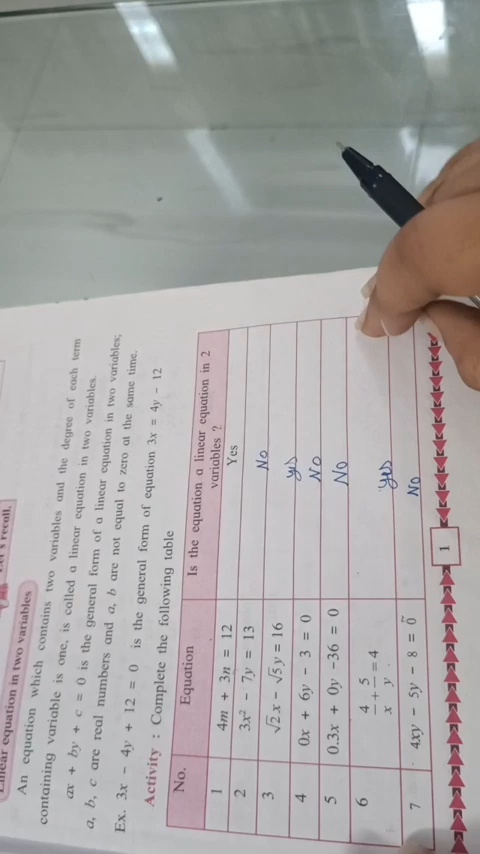 Linear equation in two variables
An equation which contains two variables and the degree of each term
containing variable is one, is called a linear equation in two variables.
ax + by + c = 0 is the general form of a linear equation in two variables;
a, b, c are real numbers and a, b are not equal to zero at the same time.
Ex. 3x − 4y + 12 = 0 is the general form of equation 3x = 4y − 12
Activity : Complete the following table
No. Equation Is the equation a linear equation in 2
variables ?
1 4m + 3n = 12 Yes
2 3x² − 7y = 13 No
3 √2 x − √5 y = 16 yes
4 0x + 6y − 3 = 0 No
5 0.3x + 0y −36 = 0 No
6 4/x + 5/y = 4 yes
7 4xy − 5y − 8 = 0 No
1